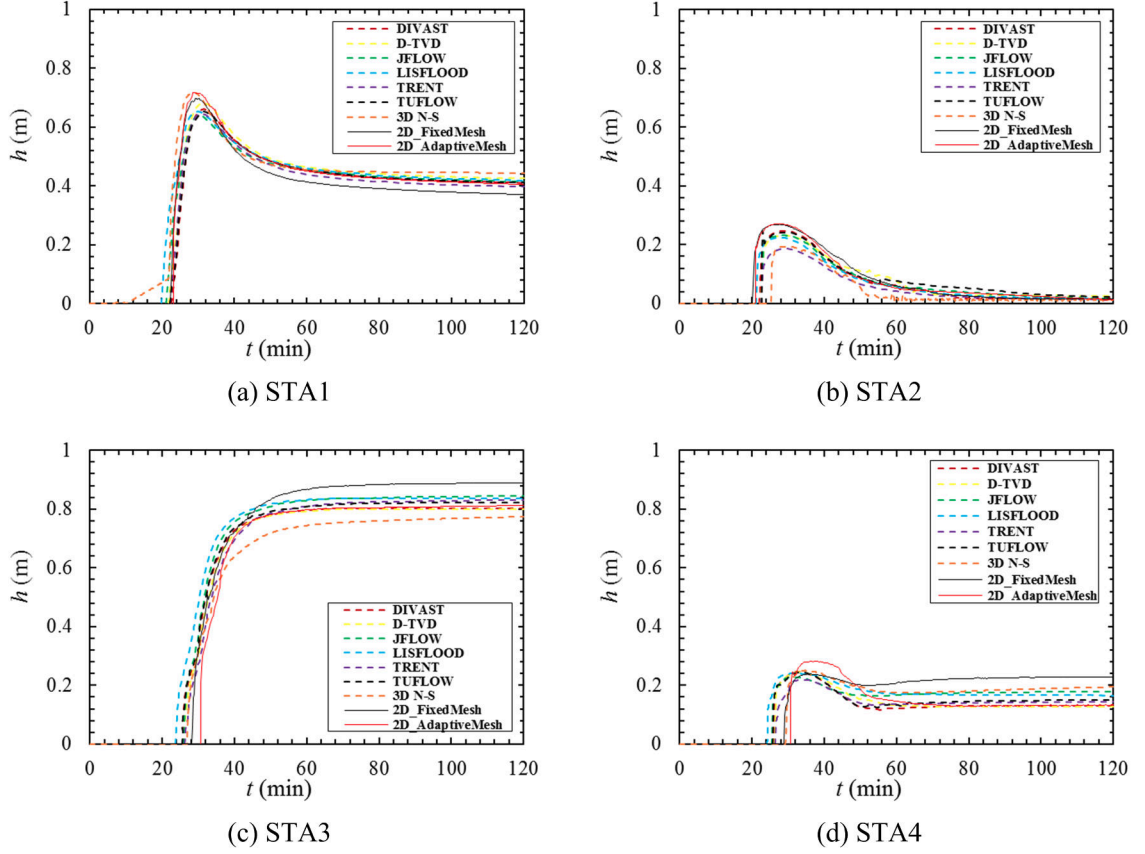 1
0.8
0.6
0.4
0.2
0
h (m)
0 20 40 60 80 100 120
t (min)
DIVAST
D-TVD
JFLOW
LISFLOOD
TRENT
TUFLOW
3D N-S
2D_FixedMesh
2D_AdaptiveMesh
(a) STA1
1
0.8
0.6
0.4
0.2
0
h (m)
0 20 40 60 80 100 120
t (min)
DIVAST
D-TVD
JFLOW
LISFLOOD
TRENT
TUFLOW
3D N-S
2D_FixedMesh
2D_AdaptiveMesh
(b) STA2
1
0.8
0.6
0.4
0.2
0
h (m)
0 20 40 60 80 100 120
t (min)
DIVAST
D-TVD
JFLOW
LISFLOOD
TRENT
TUFLOW
3D N-S
2D_FixedMesh
2D_AdaptiveMesh
(c) STA3
1
0.8
0.6
0.4
0.2
0
h (m)
0 20 40 60 80 100 120
t (min)
DIVAST
D-TVD
JFLOW
LISFLOOD
TRENT
TUFLOW
3D N-S
2D_FixedMesh
2D_AdaptiveMesh
(d) STA4